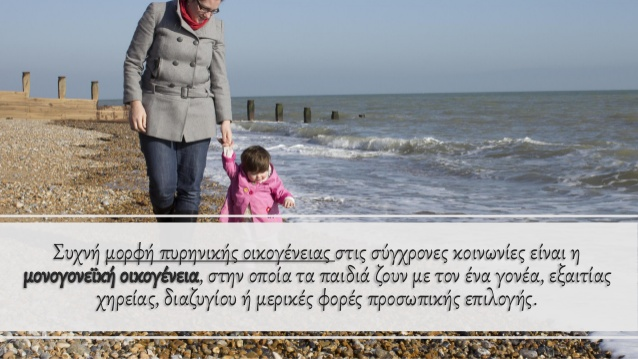 Συχνή μορφή πυρηνικής οικογένειας στις σύγχρονες κοινωνίες είναι η
μονογονεϊκή οικογένεια, στην οποία τα παιδιά ζουν με τον ένα γονέα, εξαιτίας
χηρείας, διαζυγίου ή μερικές φορές προσωπικής επιλογής.